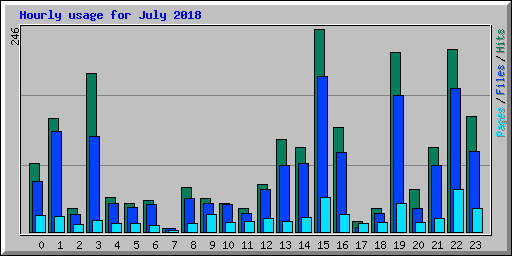 Hourly usage for July 2018
246
Pages/Files/Hits
0 1 2 3 4 5 6 7 8 9 10 11 12 13 14 15 16 17 18 19 20 21 22 23